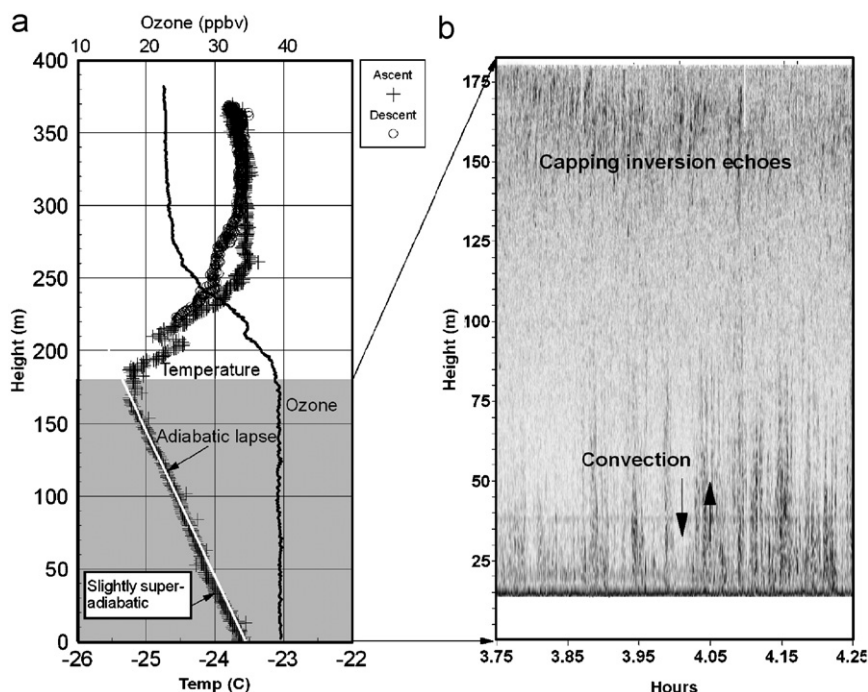 a
Ozone (ppbv)
10 20 30 40 50
400
350
300
250
200
150
100
50
0
Height (m)
Temperature
Ozone
Adiabatic lapse
Slightly super-
adiabatic
-26 -25 -24 -23 -22
Temp (C)
Ascent
Descent
b
175
150
125
100
75
50
25
Height (m)
Capping inversion echoes
Convection
3.75 3.85 3.95 4.05 4.15 4.25
Hours